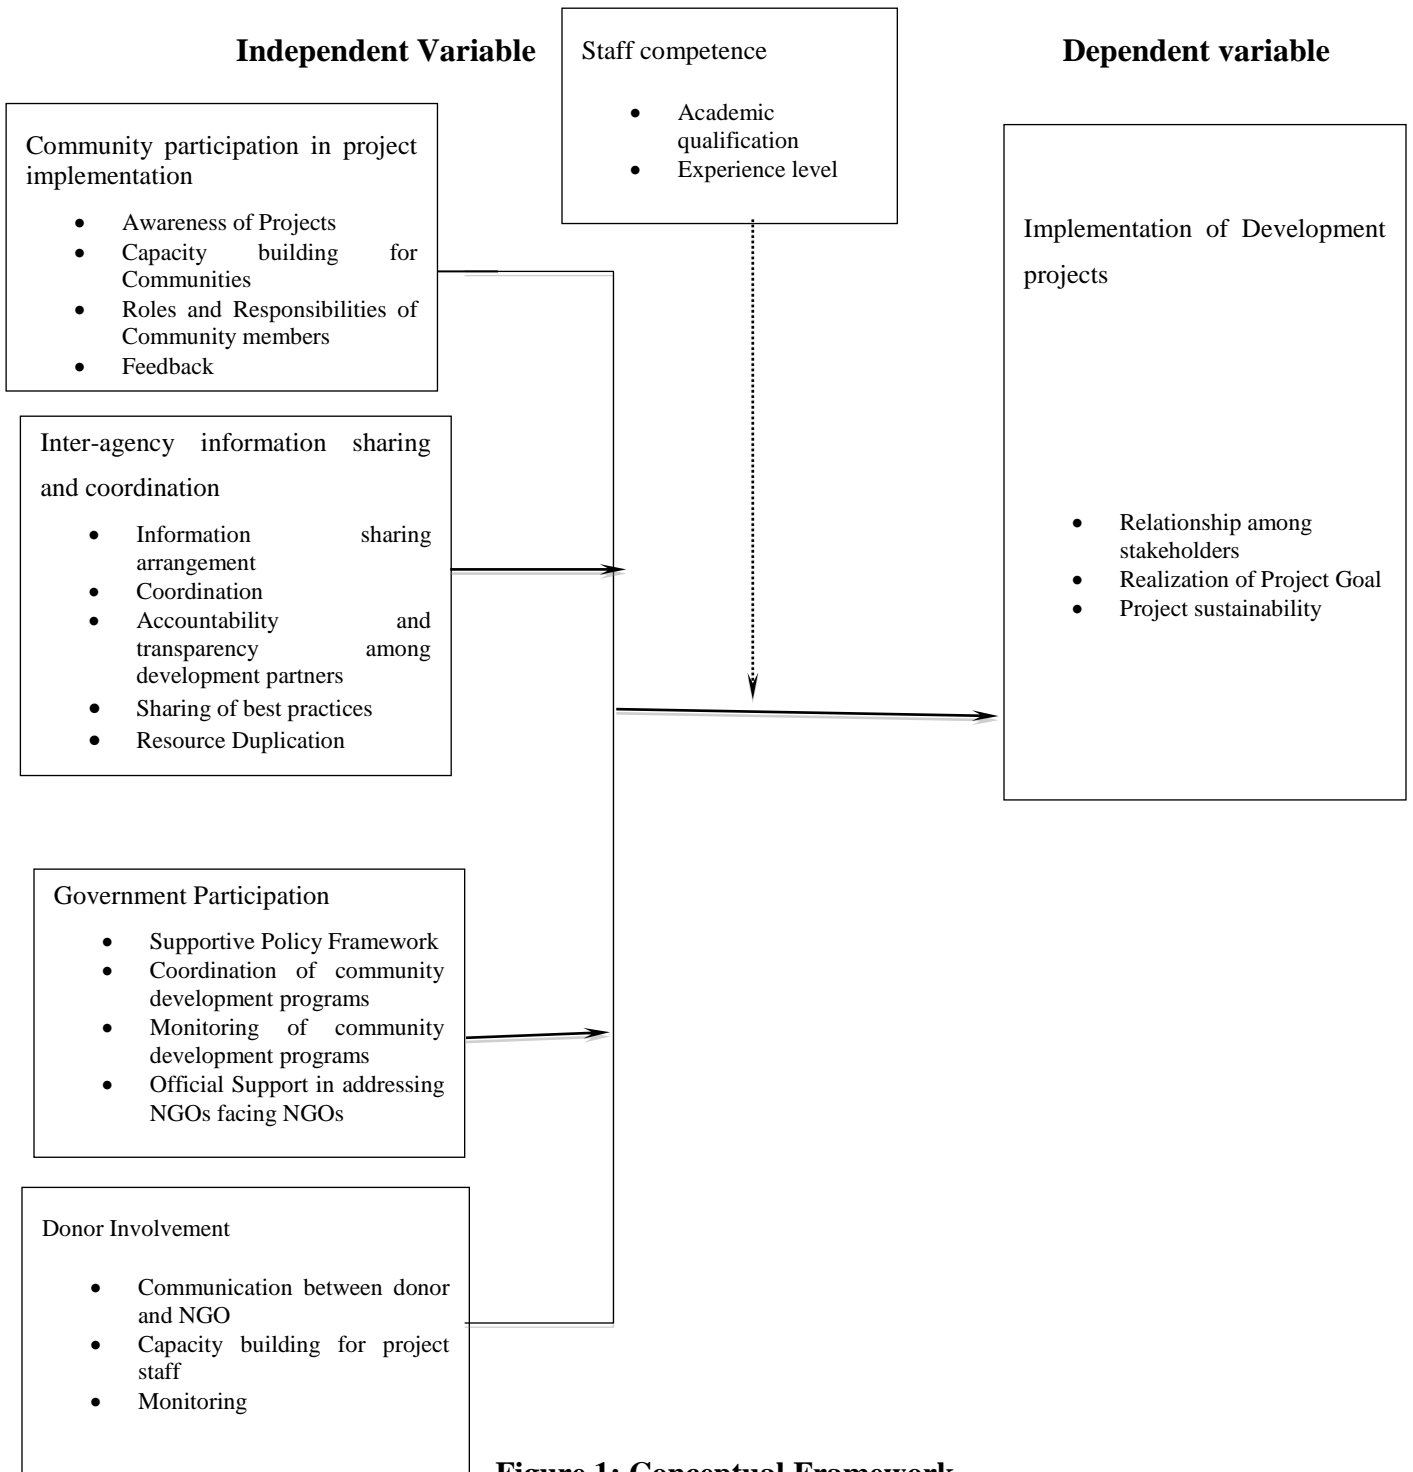 Independent Variable
Staff competence
• Academic
qualification
• Experience level
Dependent variable
Community participation in project
implementation
• Awareness of Projects
• Capacity building for
Communities
• Roles and Responsibilities of
Community members
• Feedback
Inter-agency information sharing
and coordination
• Information sharing
arrangement
• Coordination
• Accountability and
transparency among
development partners
• Sharing of best practices
• Resource Duplication
Government Participation
• Supportive Policy Framework
• Coordination of community
development programs
• Monitoring of community
development programs
• Official Support in addressing
NGOs facing NGOs
Donor Involvement
• Communication between donor
and NGO
• Capacity building for project
staff
• Monitoring
Implementation of Development
projects
• Relationship among
stakeholders
• Realization of Project Goal
• Project sustainability
Figure 1: Conceptual Framework